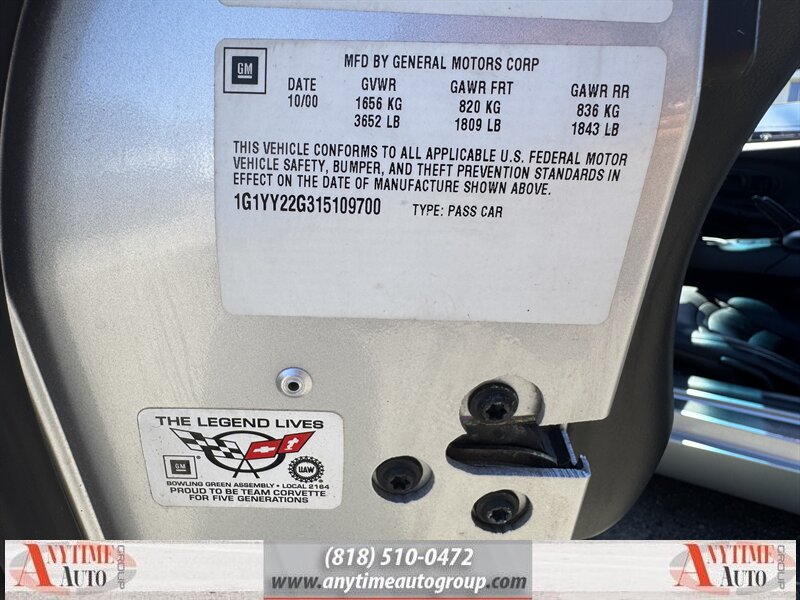 GM
MFD BY GENERAL MOTORS CORP
DATE GVWR GAWR FRT GAWR RR
10/00 1656 KG 820 KG 836 KG
3652 LB 1809 LB 1843 LB
THIS VEHICLE CONFORMS TO ALL APPLICABLE U.S. FEDERAL MOTOR
VEHICLE SAFETY, BUMPER, AND THEFT PREVENTION STANDARDS IN
EFFECT ON THE DATE OF MANUFACTURE SHOWN ABOVE.
1G1YY22G315109700 TYPE: PASS CAR
THE LEGEND LIVES
GM
UAW
BOWLING GREEN ASSEMBLY • LOCAL 2164
PROUD TO BE TEAM CORVETTE
FOR FIVE GENERATIONS
ANYTIME AUTO GROUP
(818) 510-0472
www.anytimeautogroup.com
ANYTIME AUTO GROUP